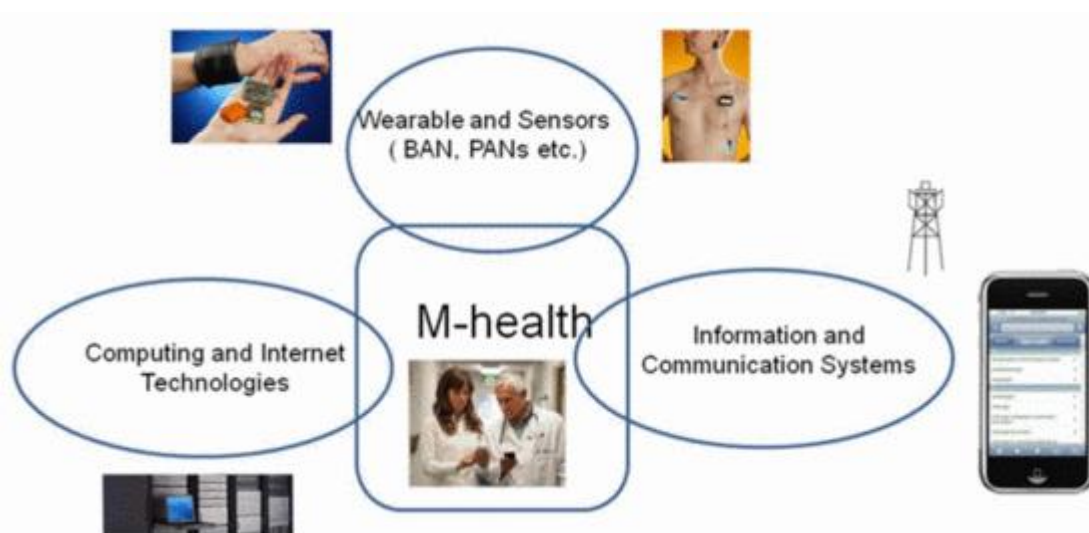 Wearable and Sensors
( BAN, PANs etc.)
M-health
Computing and Internet
Technologies
Information and
Communication Systems